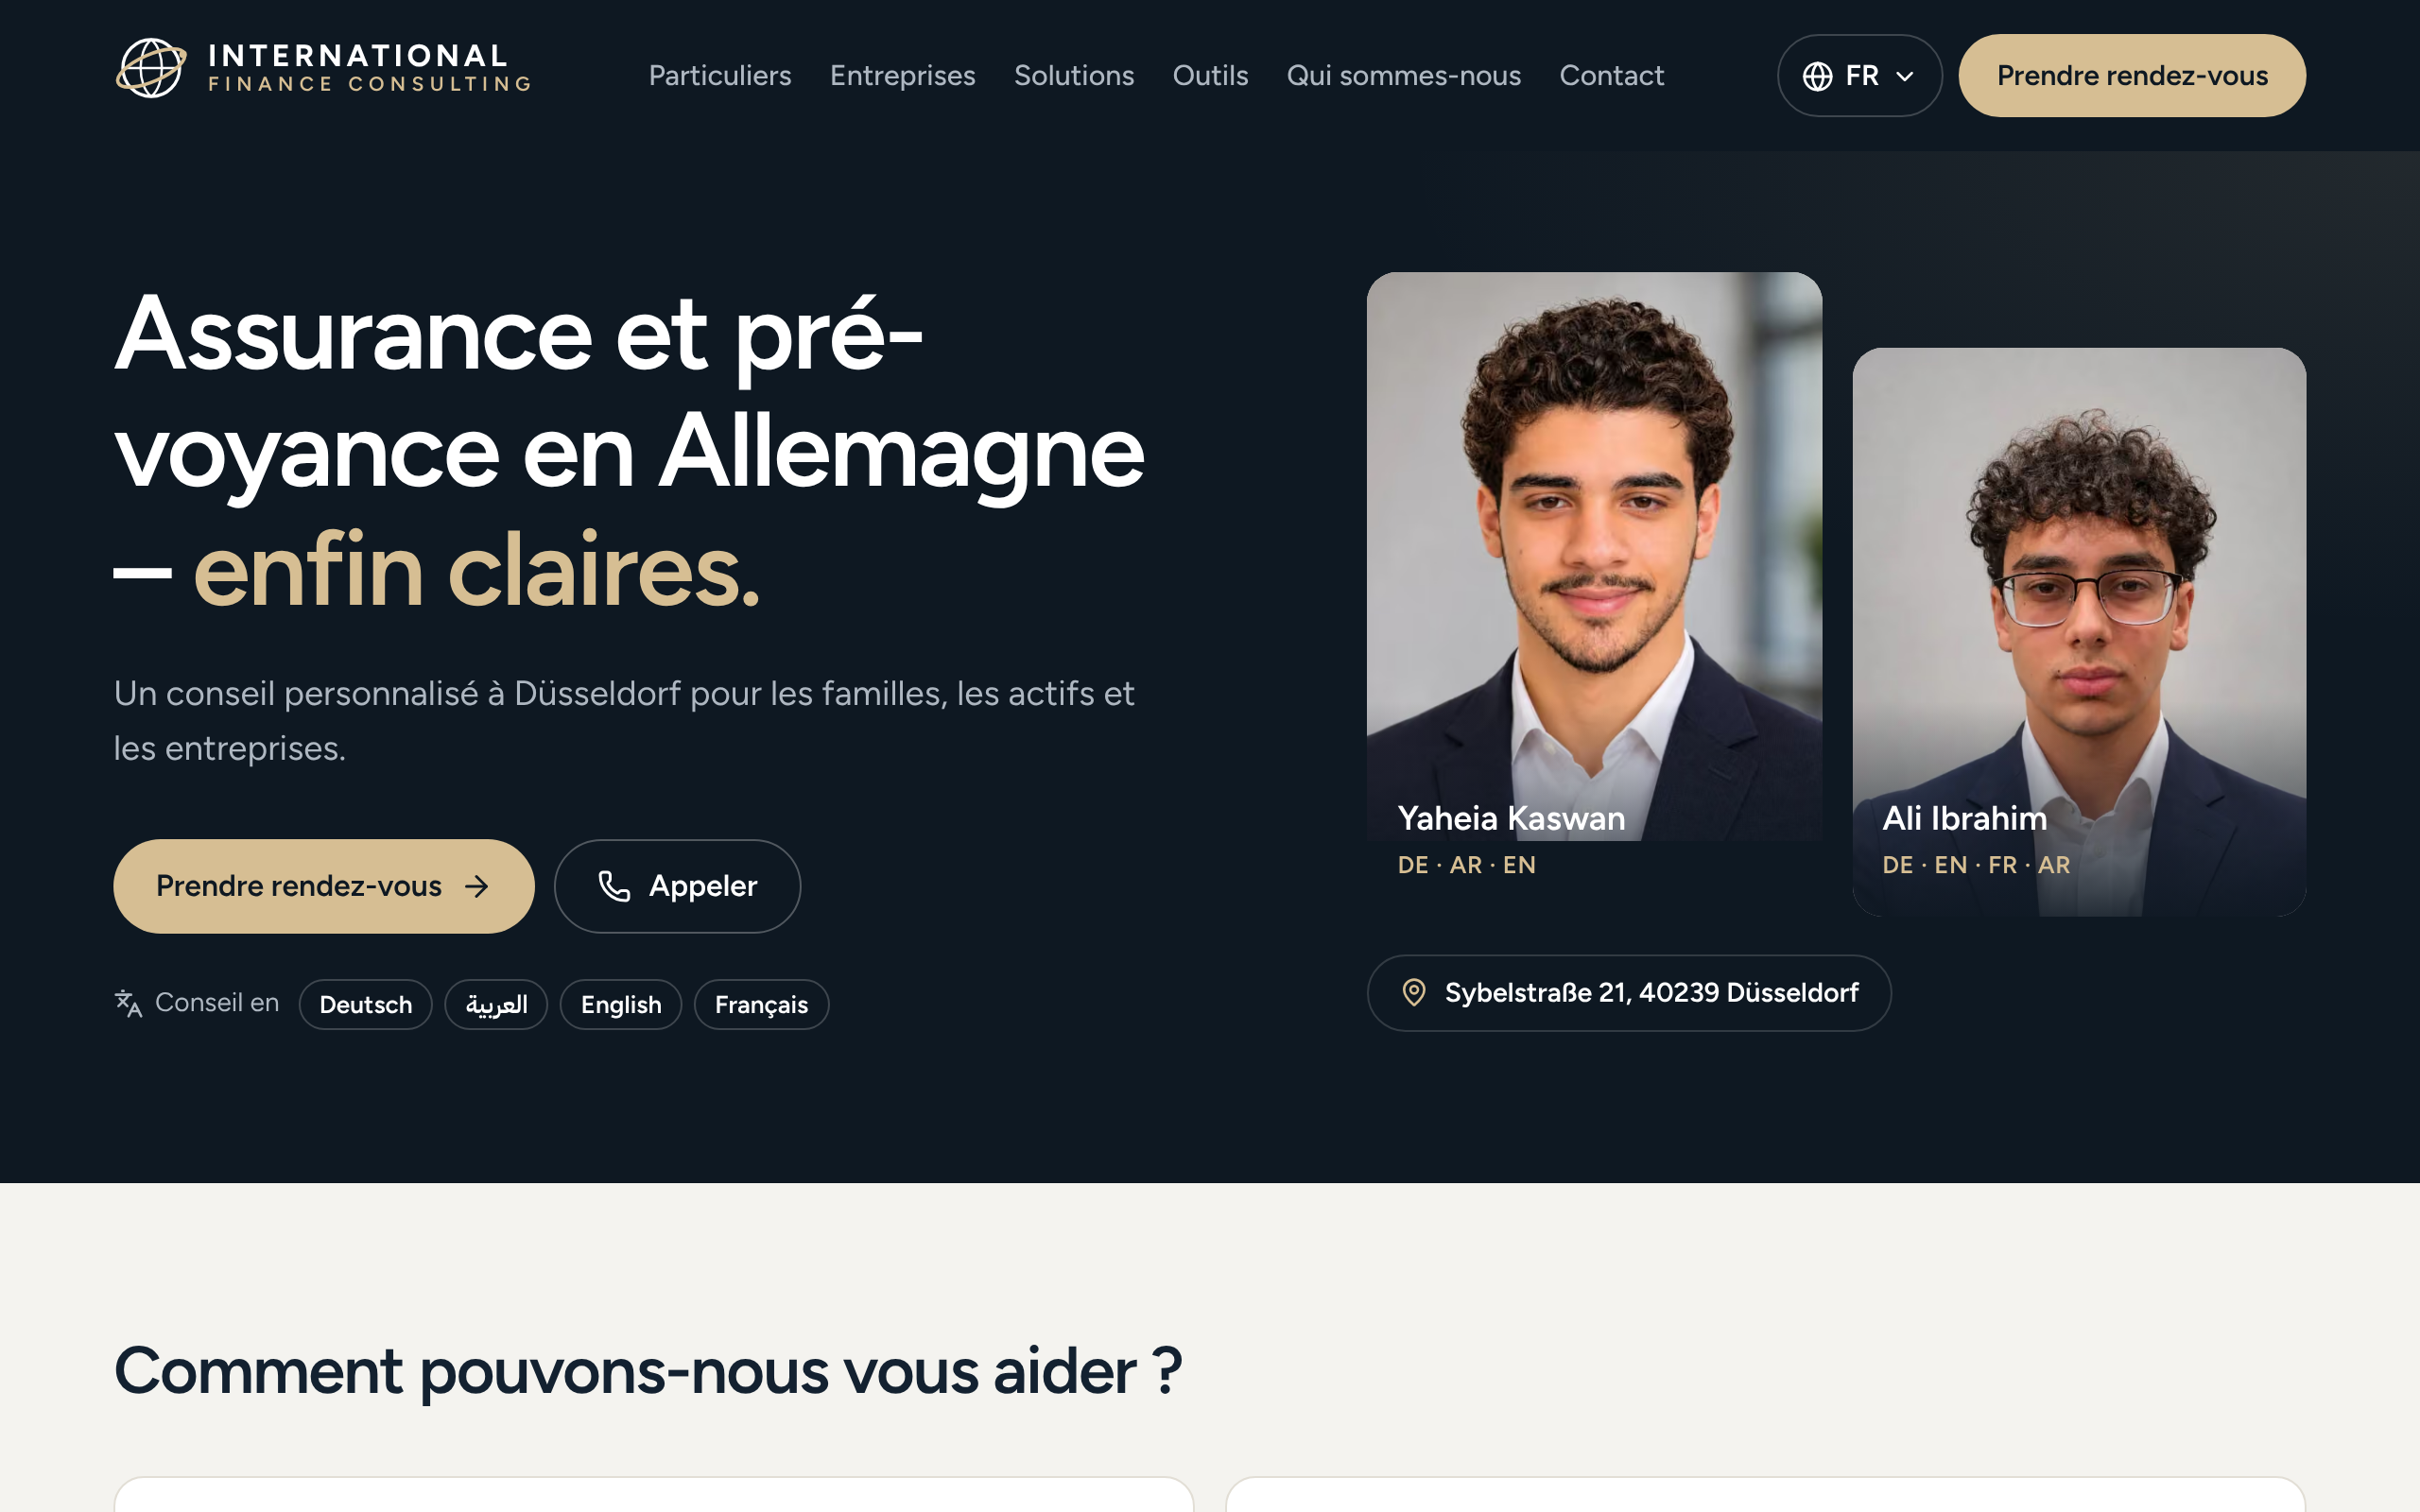 INTERNATIONAL
FINANCE CONSULTING
Particuliers
Entreprises
Solutions
Outils
Qui sommes-nous
Contact
FR
Prendre rendez-vous
Assurance et pré-
voyance en Allemagne
– enfin claires.
Un conseil personnalisé à Düsseldorf pour les familles, les actifs et
les entreprises.
Prendre rendez-vous
Appeler
Conseil en
Deutsch
العربية
English
Français
Yaheia Kaswan
DE · AR · EN
Ali Ibrahim
DE · EN · FR · AR
Sybelstraße 21, 40239 Düsseldorf
Comment pouvons-nous vous aider ?